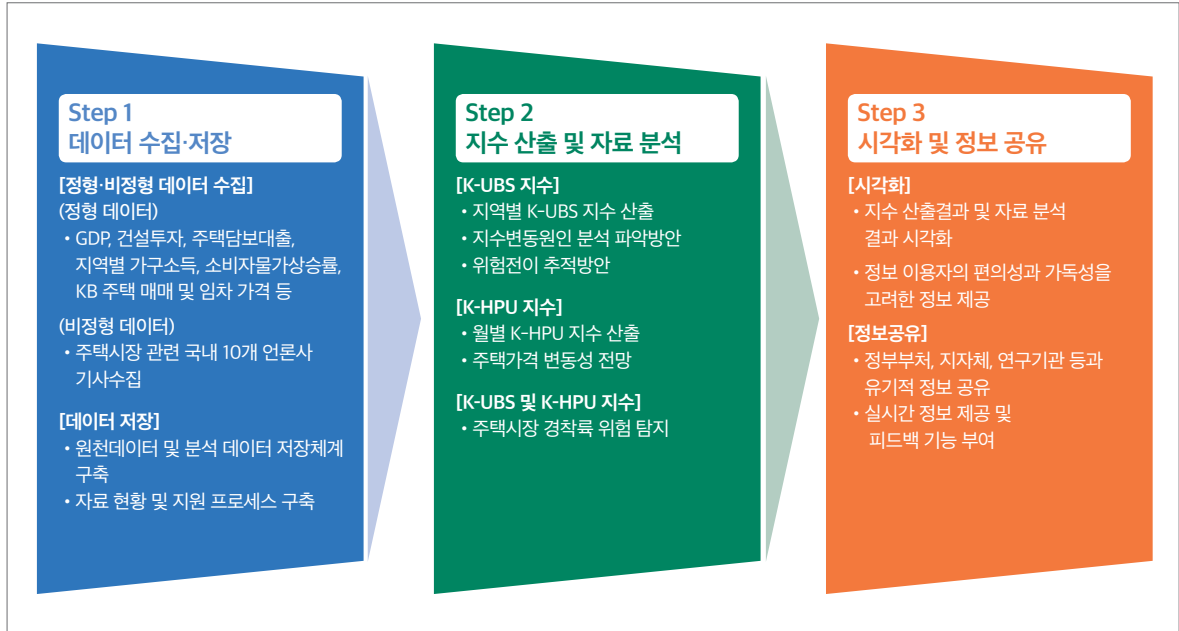 Step 1
데이터 수집·저장
[정형·비정형 데이터 수집]
(정형 데이터)
• GDP, 건설투자, 주택담보대출,
지역별 가구소득, 소비자물가상승률,
KB 주택 매매 및 임차 가격 등
(비정형 데이터)
• 주택시장 관련 국내 10개 언론사
기사수집
[데이터 저장]
• 원천데이터 및 분석 데이터 저장체계
구축
• 자료 현황 및 지원 프로세스 구축
Step 2
지수 산출 및 자료 분석
[K-UBS 지수]
• 지역별 K-UBS 지수 산출
• 지수변동원인 분석 파악방안
• 위험전이 추적방안
[K-HPU 지수]
• 월별 K-HPU 지수 산출
• 주택가격 변동성 전망
[K-UBS 및 K-HPU 지수]
• 주택시장 경착륙 위험 탐지
Step 3
시각화 및 정보 공유
[시각화]
• 지수 산출결과 및 자료 분석
결과 시각화
• 정보 이용자의 편의성과 가독성을
고려한 정보 제공
[정보공유]
• 정부부처, 지자체, 연구기관 등과
유기적 정보 공유
• 실시간 정보 제공 및
피드백 기능 부여